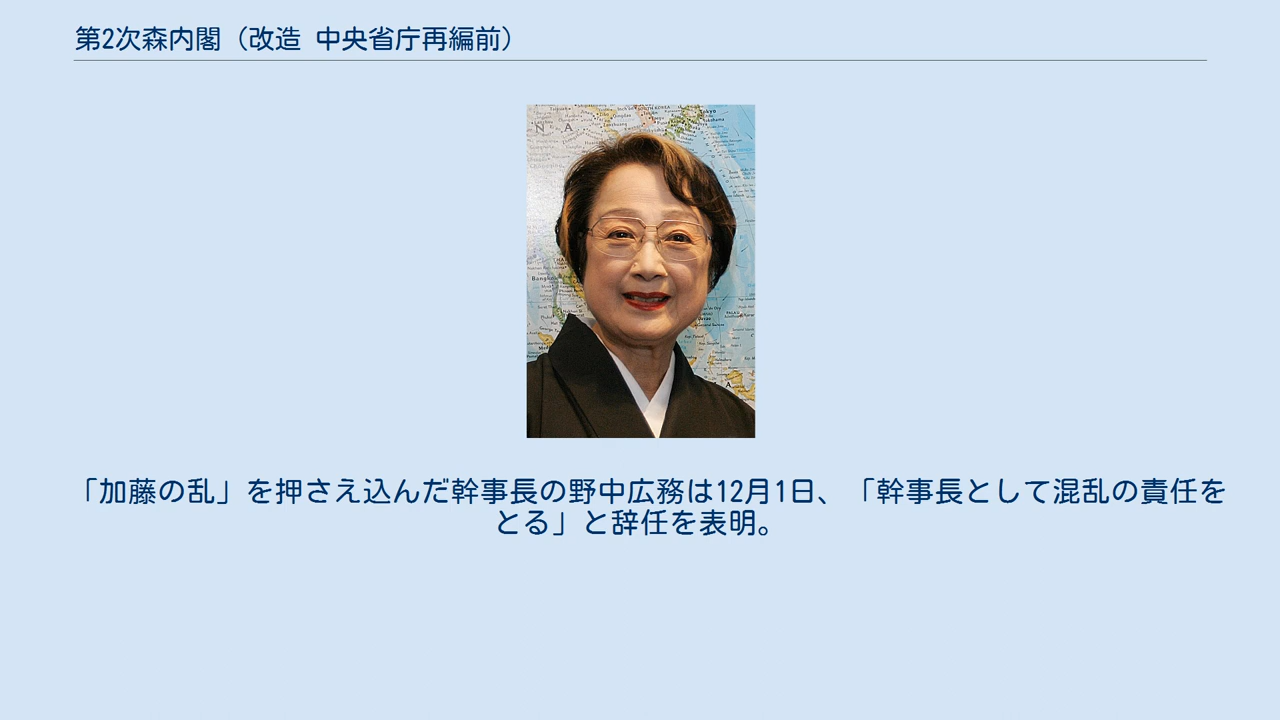 第2次森内閣（改造 中央省庁再編前）
N A
Tokyo
「加藤の乱」を押さえ込んだ幹事長の野中広務は12月1日、「幹事長として混乱の責任を
とる」と辞任を表明。